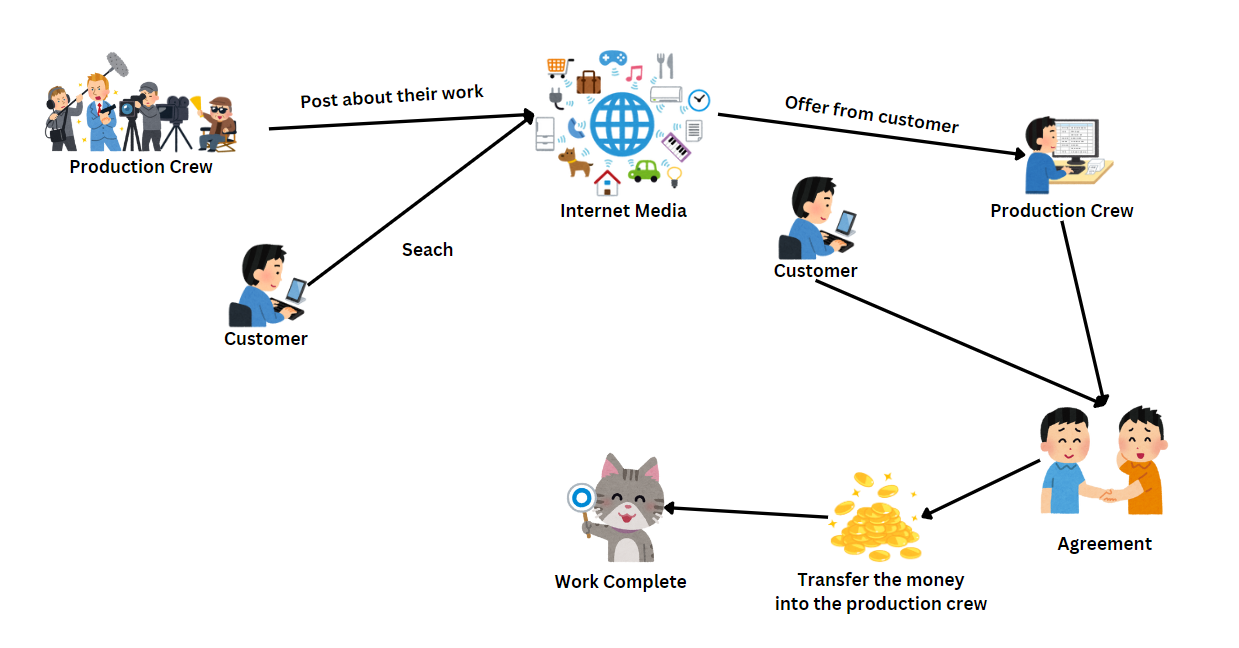 Post about their work
Production Crew
Offer from customer
Internet Media
Production Crew
Seach
Customer
Customer
Agreement
Work Complete
Transfer the money
into the production crew